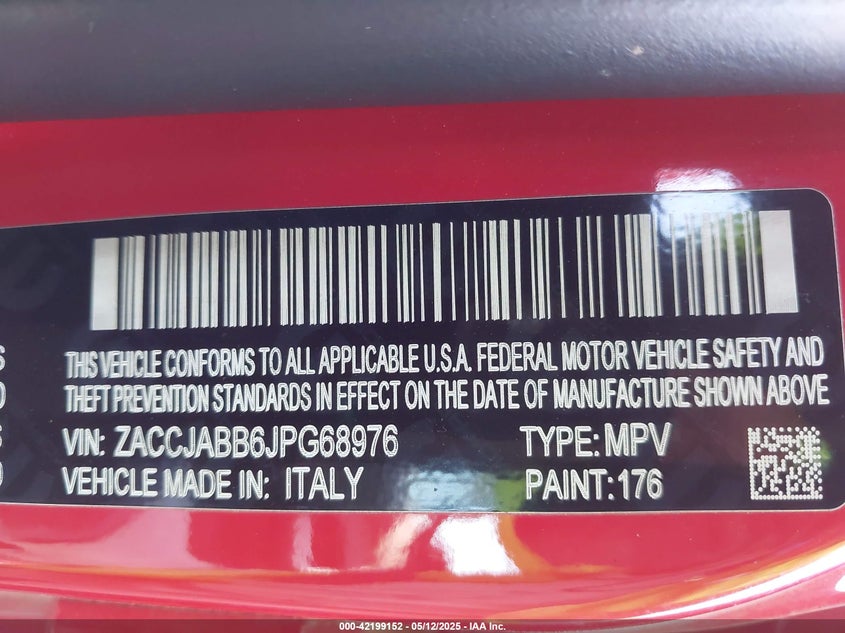 THIS VEHICLE CONFORMS TO ALL APPLICABLE U.S.A. FEDERAL MOTOR VEHICLE SAFETY AND
THEFT PREVENTION STANDARDS IN EFFECT ON THE DATE OF MANUFACTURE SHOWN ABOVE
VIN: ZACCJABB6JPG68976 TYPE: MPV
VEHICLE MADE IN: ITALY PAINT: 176
000-42199152 - 05/12/2025 - IAA Inc.